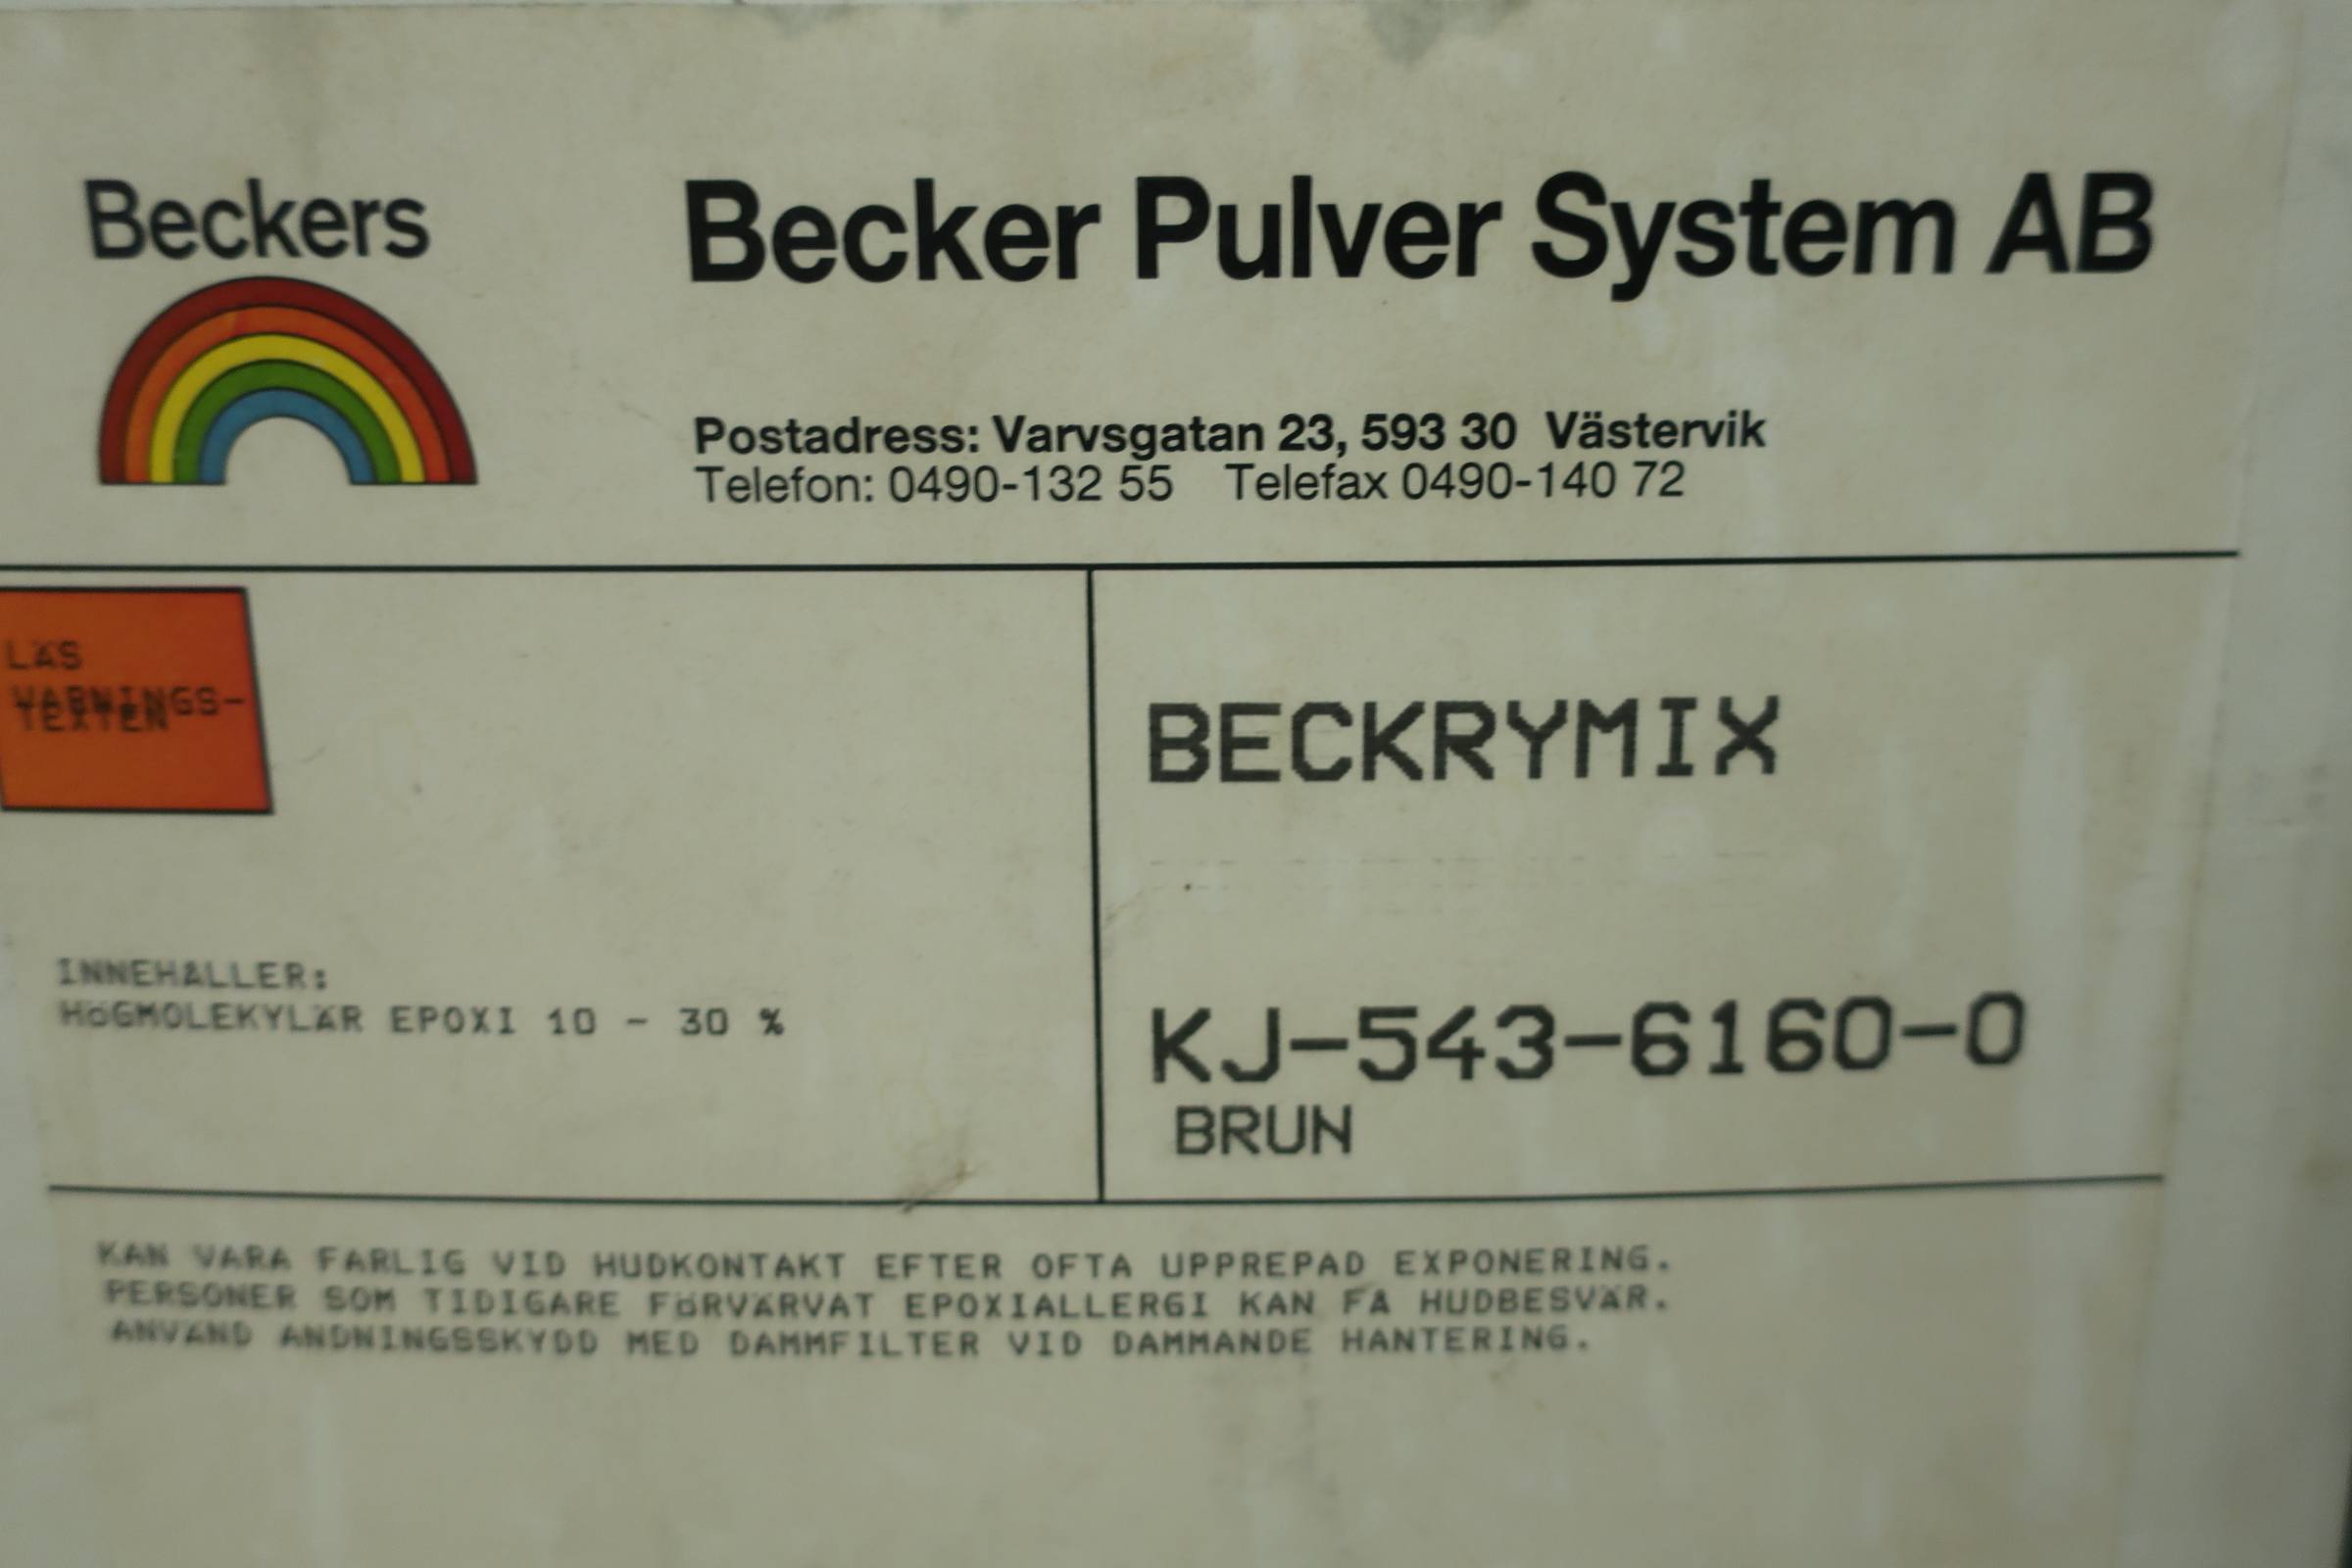 Beckers
Becker Pulver System AB
Postadress: Varvsgatan 23, 593 30 Västervik
Telefon: 0490-132 55 Telefax 0490-140 72
LÄS
VARNINGS-
TEXTEN
BECKRYMIX
INNEHÅLLER:
HÖGMOLEKYLÄR EPOXI 10 - 30 %
KJ-543-6160-0
BRUN
KAN VARA FARLIG VID HUDKONTAKT EFTER OFTA UPPREPAD EXPONERING.
PERSONER SOM TIDIGARE FÖRVÄRVAT EPOXIALLERGI KAN FÅ HUDBESVÄR.
ANVÄND ANDNINGSSKYDD MED DAMMFILTER VID DAMMANDE HANTERING.